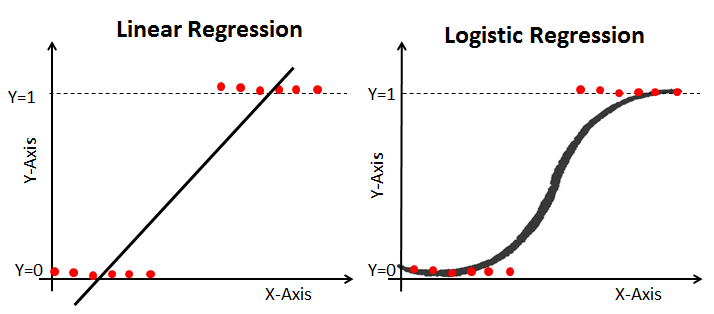 Linear Regression
Y=1
Y-Axis
Y=0
X-Axis
Logistic Regression
Y=1
Y-Axis
Y=0
X-Axis